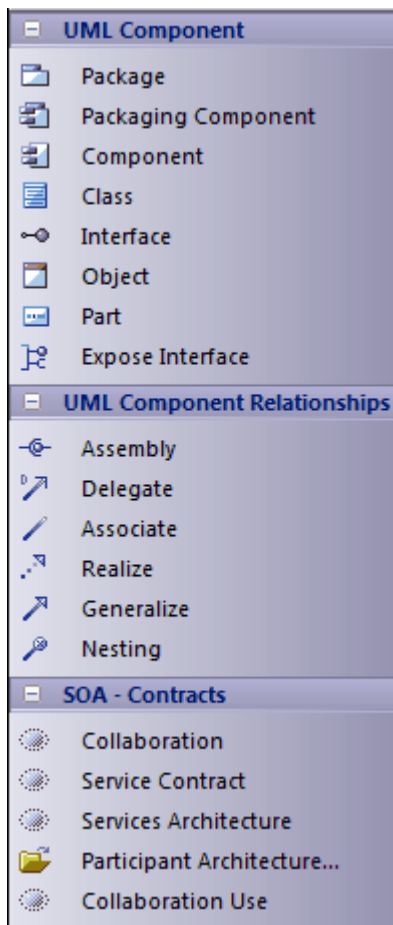 UML Component
Package
Packaging Component
Component
Class
Interface
Object
Part
Expose Interface
UML Component Relationships
Assembly
Delegate
Associate
Realize
Generalize
Nesting
SOA - Contracts
Collaboration
Service Contract
Services Architecture
Participant Architecture...
Collaboration Use